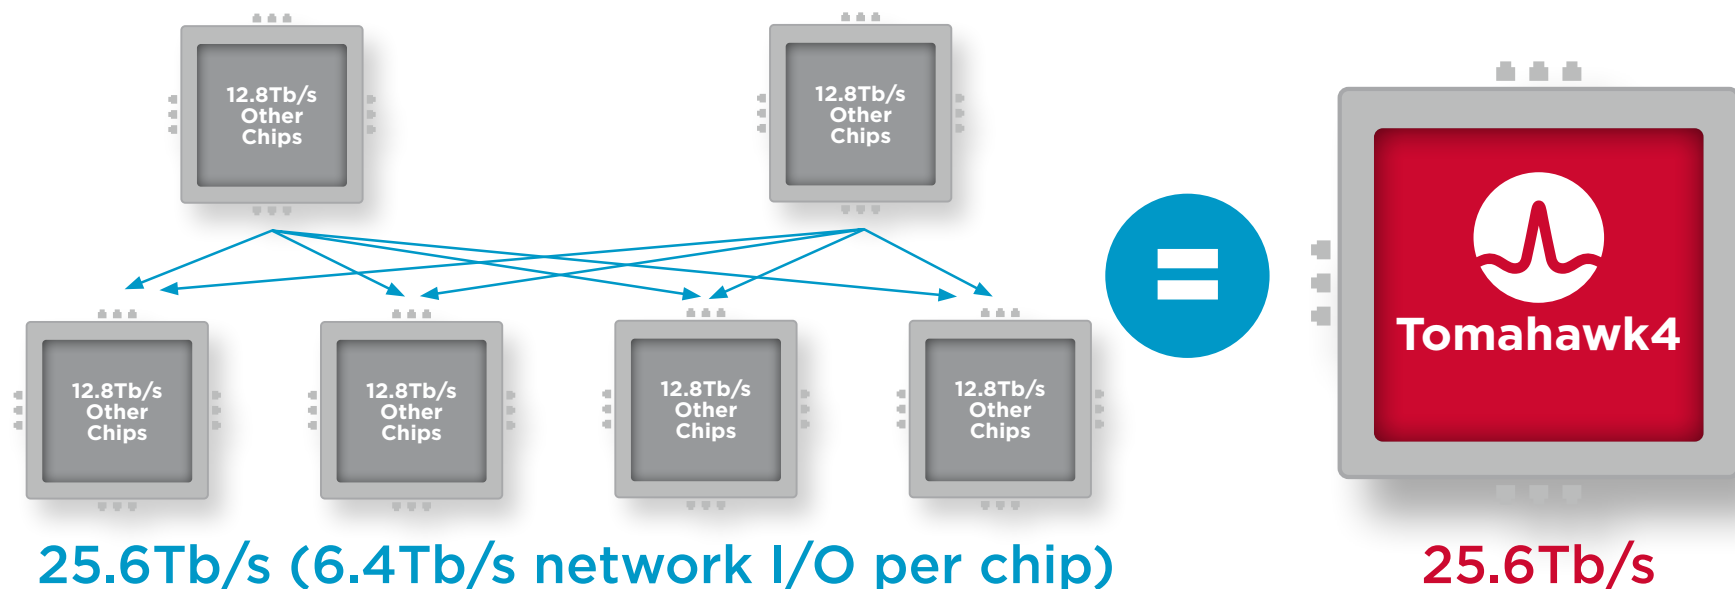 12.8Tb/s
Other
Chips
12.8Tb/s
Other
Chips
12.8Tb/s
Other
Chips
12.8Tb/s
Other
Chips
12.8Tb/s
Other
Chips
12.8Tb/s
Other
Chips
25.6Tb/s (6.4Tb/s network I/O per chip)
=
Tomahawk4
25.6Tb/s